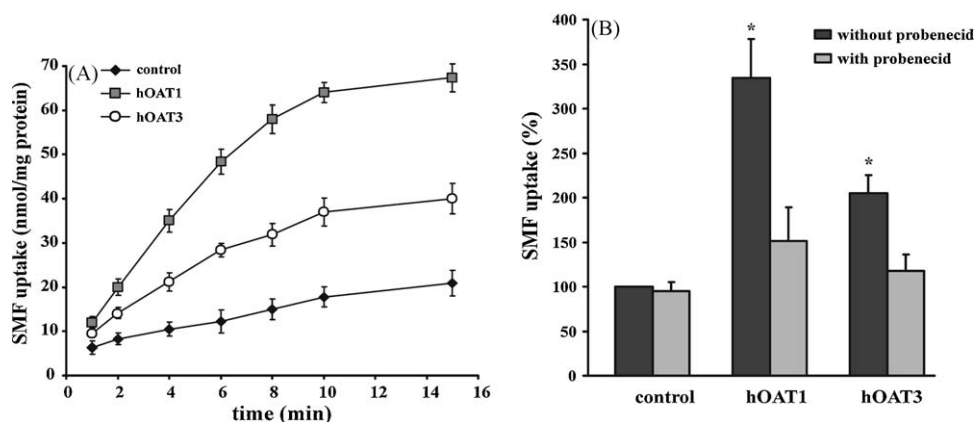 (A)
control
hOAT1
hOAT3
SMF uptake (nmol/mg protein)
70
60
50
40
30
20
10
0
0 2 4 6 8 10 12 14 16
time (min)
(B)
without probenecid
with probenecid
SMF uptake (%)
400
350
300
250
200
150
100
50
0
*
*
control hOAT1 hOAT3